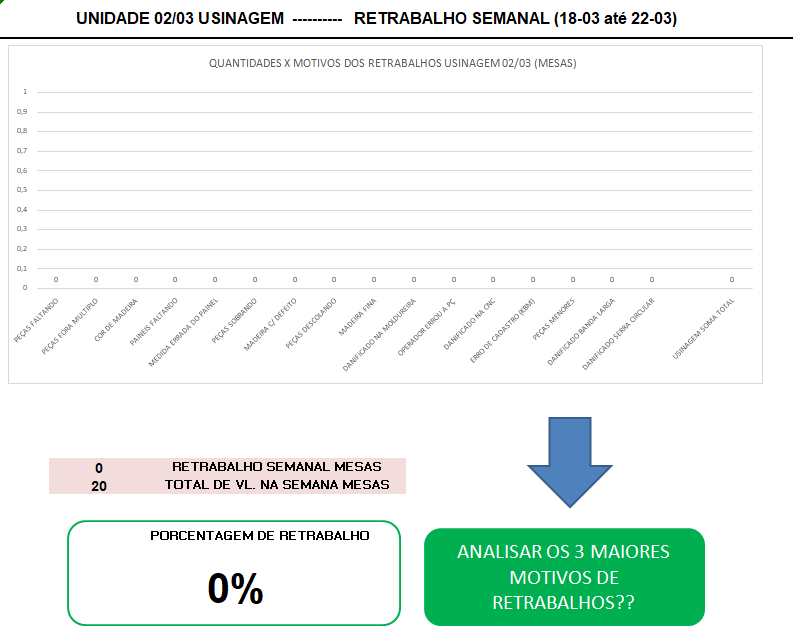 UNIDADE 02/03 USINAGEM ---------- RETRABALHO SEMANAL (18-03 até 22-03)
QUANTIDADES X MOTIVOS DOS RETRABALHOS USINAGEM 02/03 (MESAS)
1
0,9
0,8
0,7
0,6
0,5
0,4
0,3
0,2
0,1
0
0 0 0 0 0 0 0 0 0 0 0 0 0 0 0 0 0
PEÇAS FALTANDO
PEÇAS FORA MULTIPLO
COR DE MADEIRA
PAINEIS FALTANDO
MEDIDA ERRADA DO PAINEL
PEÇAS SOBRANDO
MADEIRA C/ DEFEITO
PEÇAS DESCOLANDO
MADEIRA FINA
DANIFICADO NA MOLDUREIRA
OPERADOR ERROU A PÇ
DANIFICADO NA CNC
ERRO DE CADASTRO (KBM)
PEÇAS MENORES
DANIFICADO BANDA LARGA
DANIFICADO SERRA CIRCULAR
USINAGEM SOMA TOTAL
0 RETRABALHO SEMANAL MESAS
20 TOTAL DE VL. NA SEMANA MESAS
PORCENTAGEM DE RETRABALHO
0%
ANALISAR OS 3 MAIORES
MOTIVOS DE
RETRABALHOS??